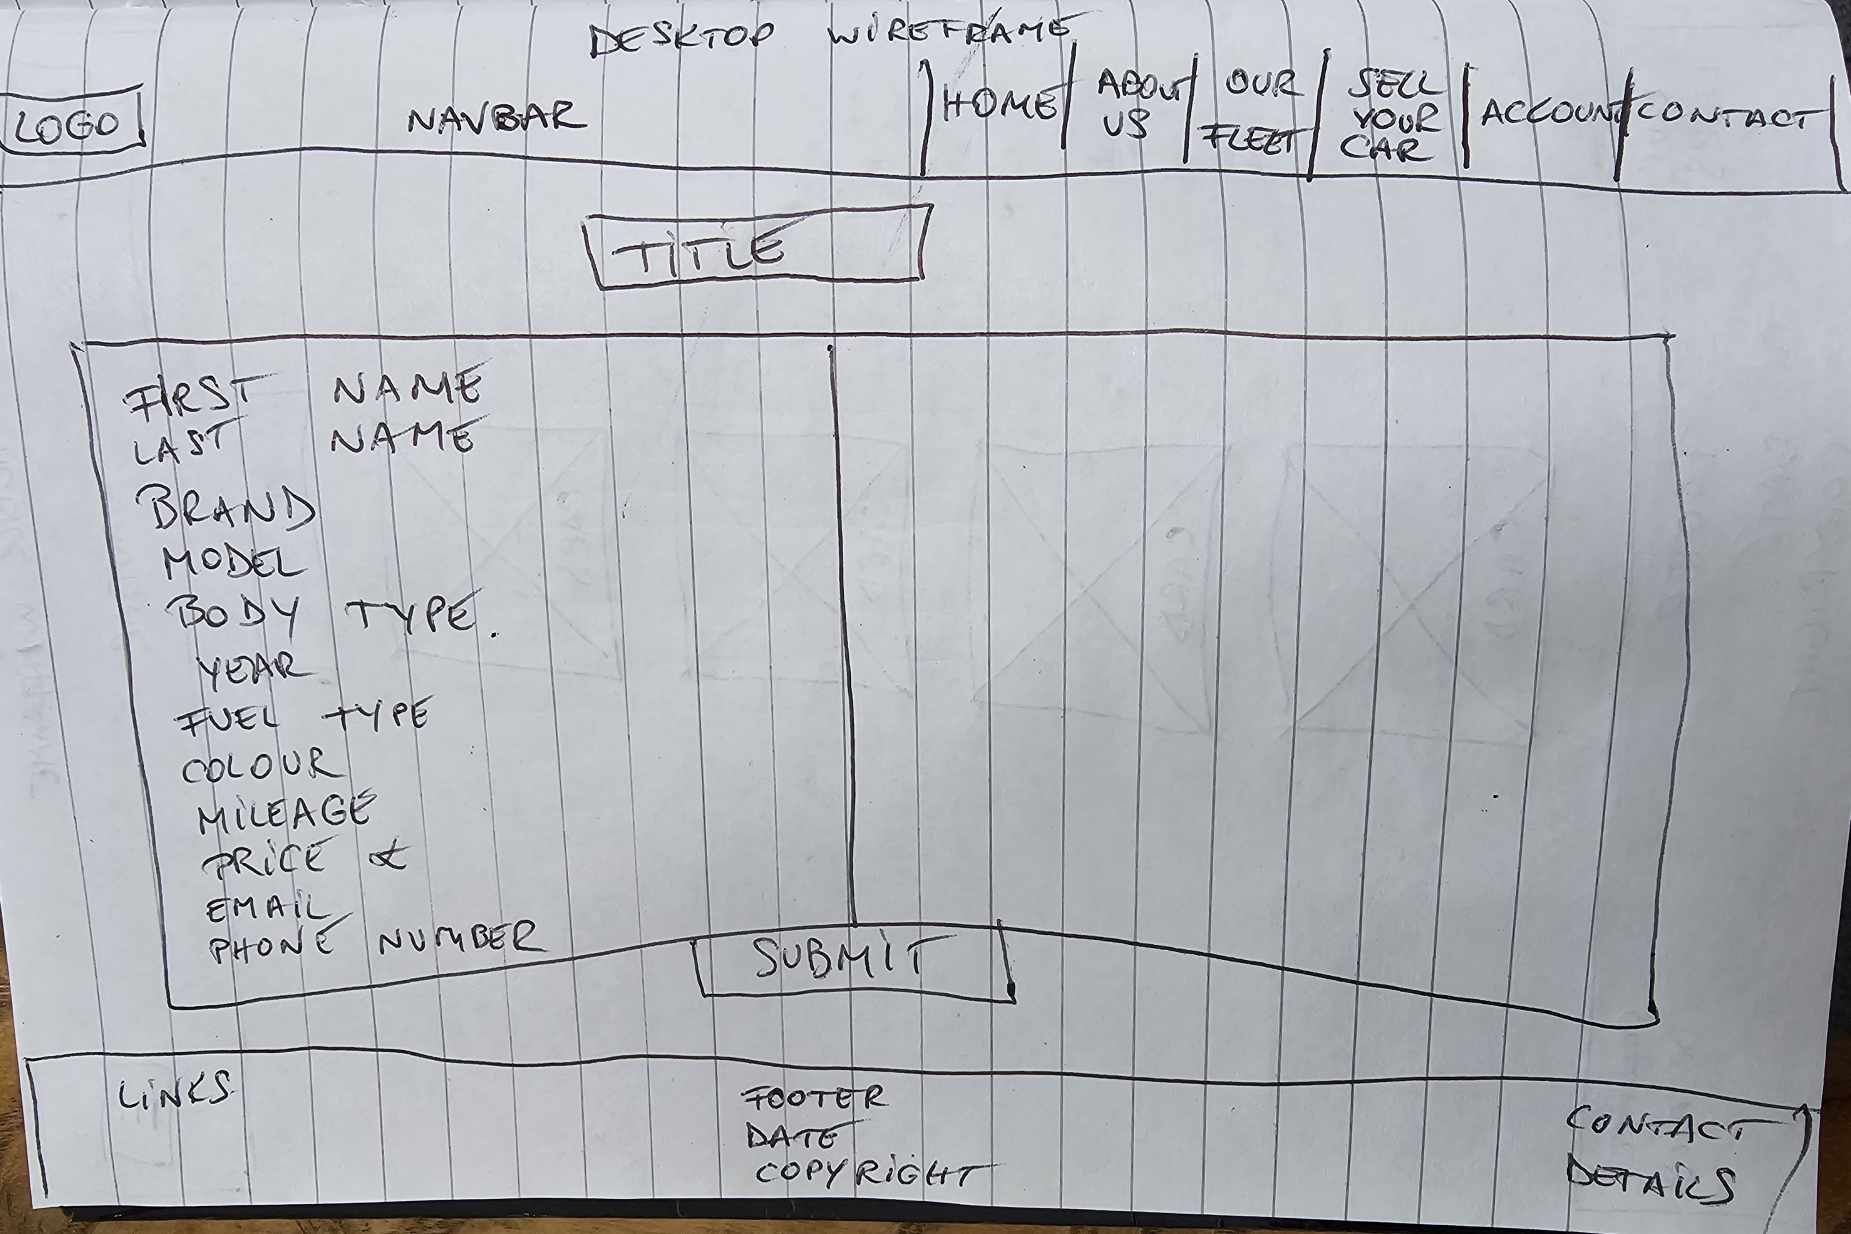 DESKTOP WIREFRAME
LOGO
NAVBAR
HOME
ABOUT
US
OUR
FLEET
SELL
YOUR
CAR
ACCOUNT
CONTACT
TITLE
FIRST NAME
LAST NAME
BRAND
MODEL
BODY TYPE.
YEAR
FUEL TYPE
COLOUR
MILEAGE
PRICE £
EMAIL
PHONE NUMBER
SUBMIT
LINKS
FOOTER
DATE
COPYRIGHT
CONTACT
DETAILS